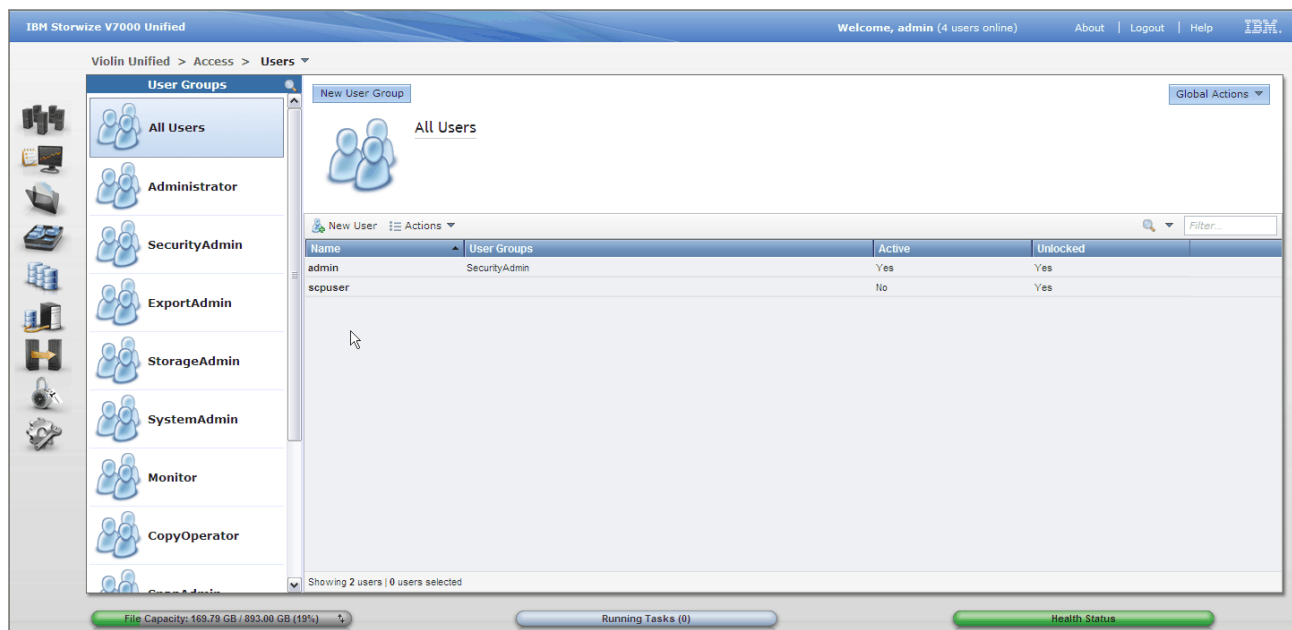 IBM Storwize V7000 Unified
Welcome, admin (4 users online)
About | Logout | Help
IBM.
Violin Unified > Access > Users
User Groups
All Users
Administrator
SecurityAdmin
ExportAdmin
StorageAdmin
SystemAdmin
Monitor
CopyOperator
New User Group
Global Actions
All Users
New User
Actions
Filter...
Name User Groups Active Unlocked
admin SecurityAdmin Yes Yes
scpuser No Yes
Showing 2 users | 0 users selected
File Capacity: 169.79 GB / 893.00 GB (19%)
Running Tasks (0)
Health Status